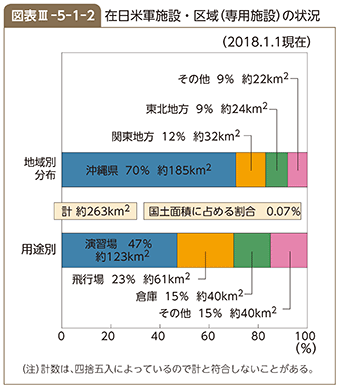 図表Ⅲ-5-1-2 在日米軍施設・区域(専用施設)の状況
(2018.1.1現在)
その他 9% 約22km²
東北地方 9% 約24km²
関東地方 12% 約32km²
地域別
分布
沖縄県 70% 約185km²
計 約263km²
国土面積に占める割合 0.07%
用途別
演習場 47%
約123km²
飛行場 23% 約61km²
倉庫 15% 約40km²
その他 15% 約40km²
0 20 40 60 80 100
(%)
(注)計数は、四捨五入によっているので計と符合しないことがある。